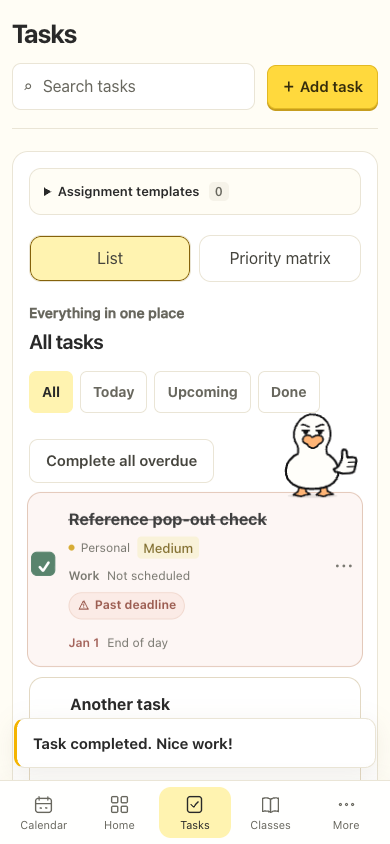 Tasks
Search tasks
+ Add task
Assignment templates 0
List
Priority matrix
Everything in one place
All tasks
All
Today
Upcoming
Done
Complete all overdue
Reference pop-out check
Personal Medium
Work Not scheduled
Past deadline
Jan 1 End of day
Another task
Task completed. Nice work!
Calendar
Home
Tasks
Classes
More